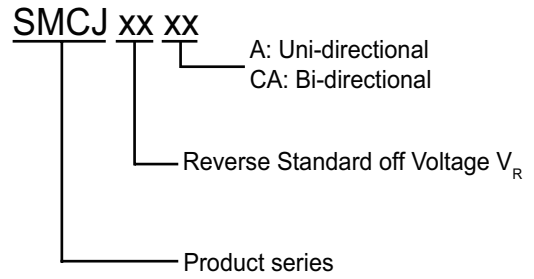 SMCJ xx xx
A: Uni-directional
CA: Bi-directional
Reverse Standard off Voltage VR
Product series